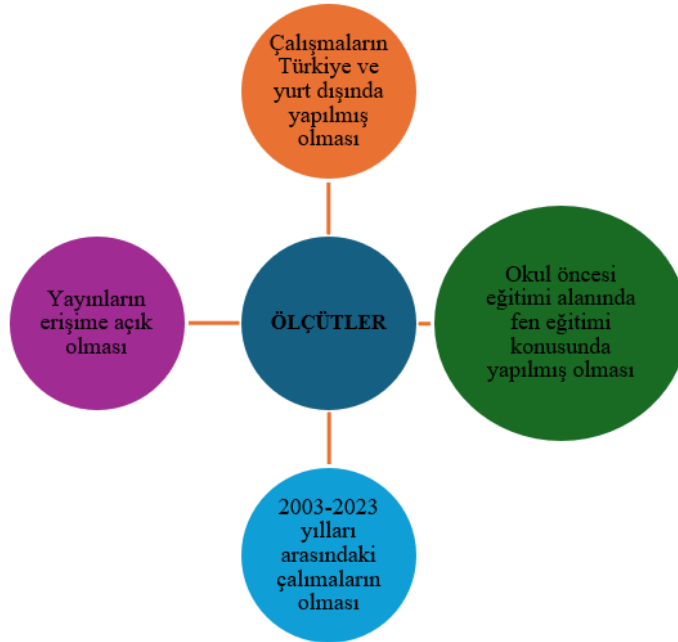 Çalışmaların
Türkiye ve
yurt dışında
yapılmış
olması
Yayınların
erişime açık
olması
ÖLÇÜTLER
Okul öncesi
eğitimi alanında
fen eğitimi
konusunda
yapılmış olması
2003-2023
yılları
arasındaki
çalımaların
olması